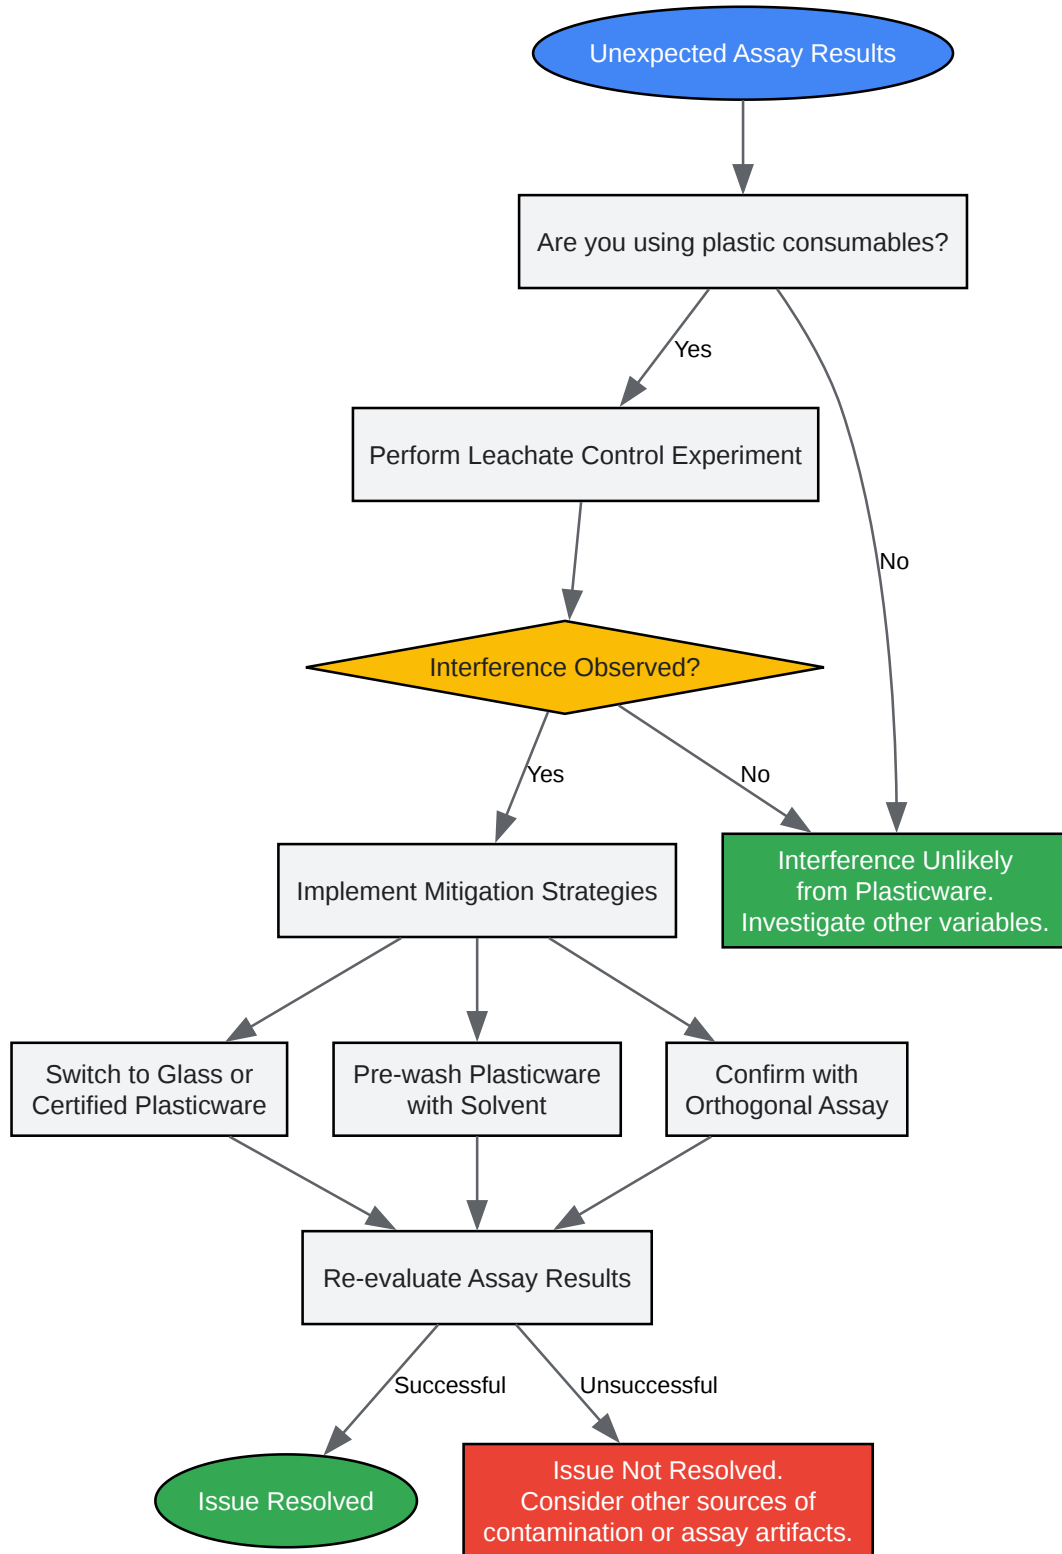 Unexpected Assay Results
Are you using plastic consumables?
Yes
Perform Leachate Control Experiment
No
Interference Observed?
Yes
No
Implement Mitigation Strategies
Interference Unlikely
from Plasticware.
Investigate other variables.
Switch to Glass or
Certified Plasticware
Pre-wash Plasticware
with Solvent
Confirm with
Orthogonal Assay
Re-evaluate Assay Results
Successful
Unsuccessful
Issue Resolved
Issue Not Resolved.
Consider other sources of
contamination or assay artifacts.